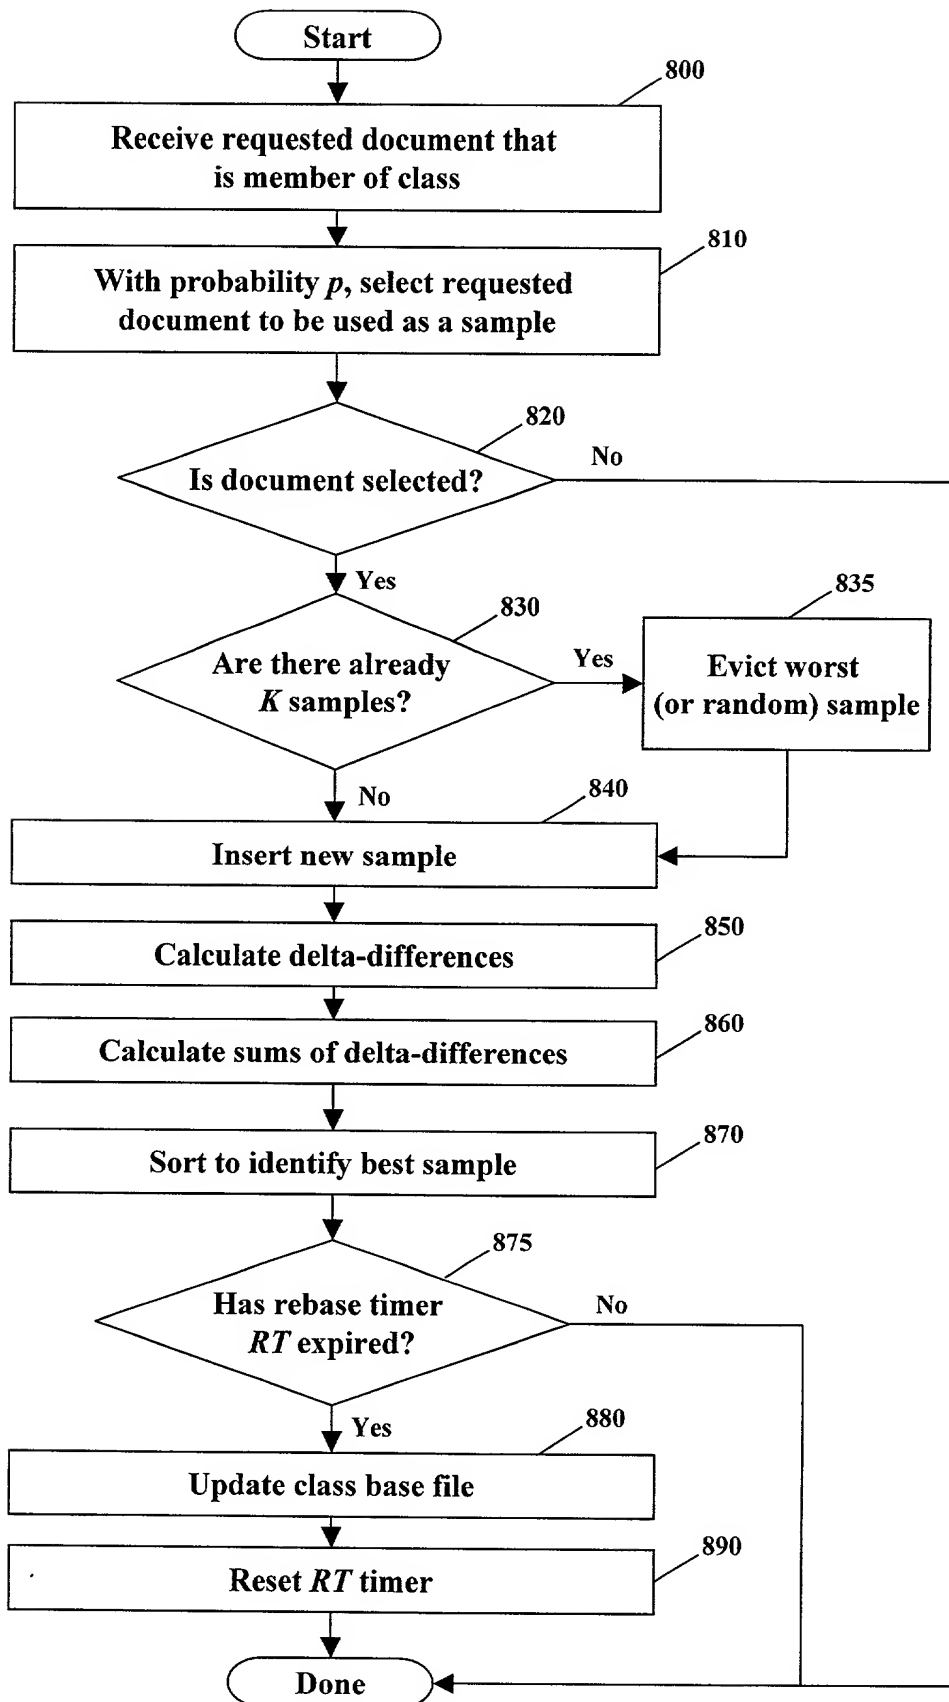 Start
800
Receive requested document that
is member of class
810
With probability p, select requested
document to be used as a sample
820
Is document selected?
No
Yes
830
835
Are there already
K samples?
Yes
Evict worst
(or random) sample
No
840
Insert new sample
850
Calculate delta-differences
860
Calculate sums of delta-differences
870
Sort to identify best sample
875
Has rebase timer
RT expired?
No
Yes
880
Update class base file
890
Reset RT timer
Done